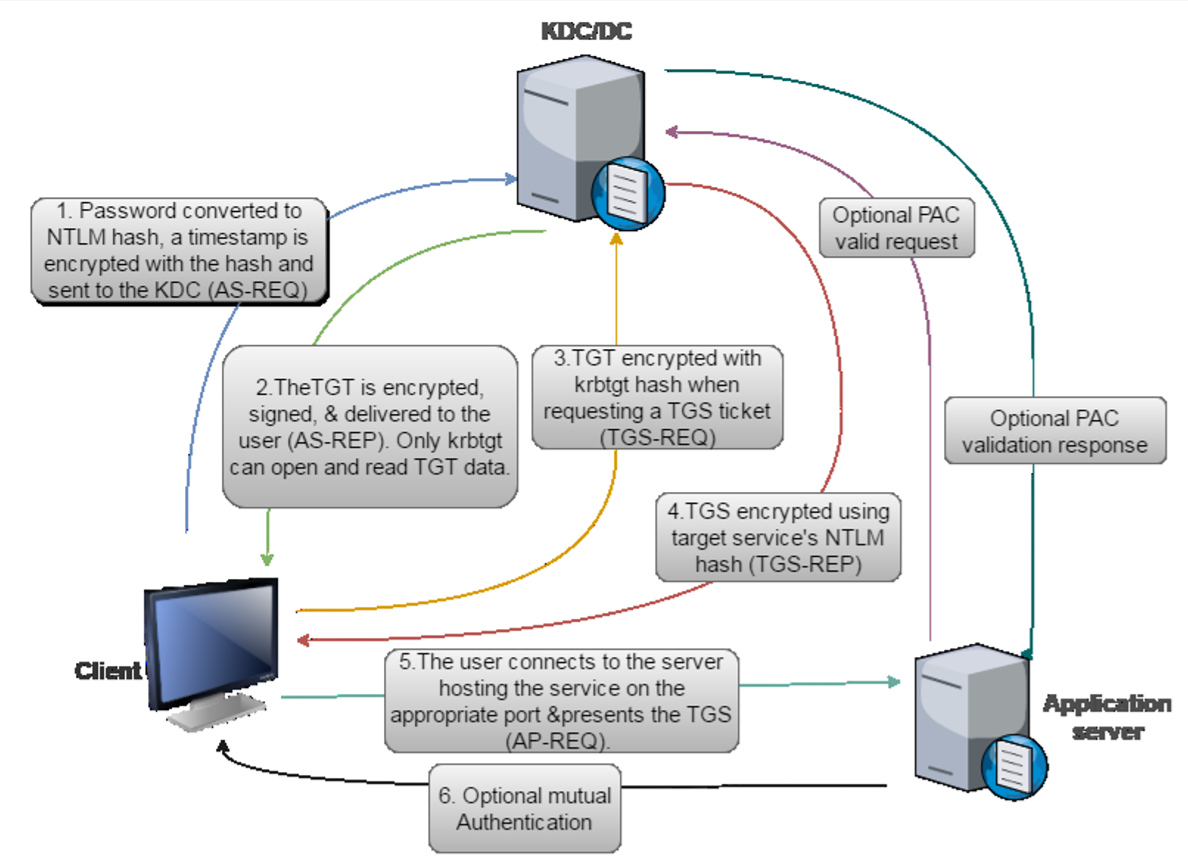 KDC/DC
1. Password converted to
NTLM hash, a timestamp is
encrypted with the hash and
sent to the KDC (AS-REQ)
Optional PAC
valid request
2.TheTGT is encrypted,
signed, & delivered to the
user (AS-REP). Only krbtgt
can open and read TGT data.
3.TGT encrypted with
krbtgt hash when
requesting a TGS ticket
(TGS-REQ)
Optional PAC
validation response
4.TGS encrypted using
target service's NTLM
hash (TGS-REP)
Client
5.The user connects to the server
hosting the service on the
appropriate port &presents the TGS
(AP-REQ).
Application
server
6. Optional mutual
Authentication